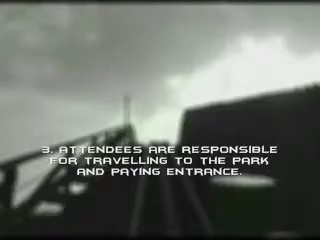 3. ATTENDEES ARE RESPONSIBLE
FOR TRAVELLING TO THE PARK
AND PAYING ENTRANCE.